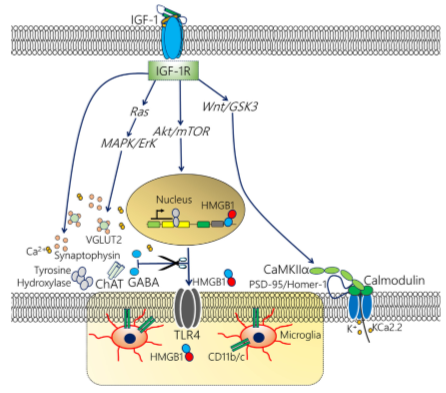 IGF-1
IGF-1R
Ras
Wnt/GSK3
Akt/mTOR
MAPK/ErK
Nucleus
HMGB1
VGLUT2
Ca²⁺
Synaptophysin
Tyrosine
Hydroxylase
ChAT
GABA
HMGB1
CaMKIIα
PSD-95/Homer-1
Calmodulin
K⁺
KCa2.2
TLR4
Microglia
HMGB1
CD11b/c